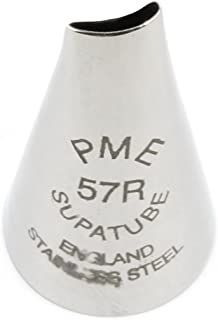 PME
57R
SUPATUBE
ENGLAND
STAINLESS STEEL